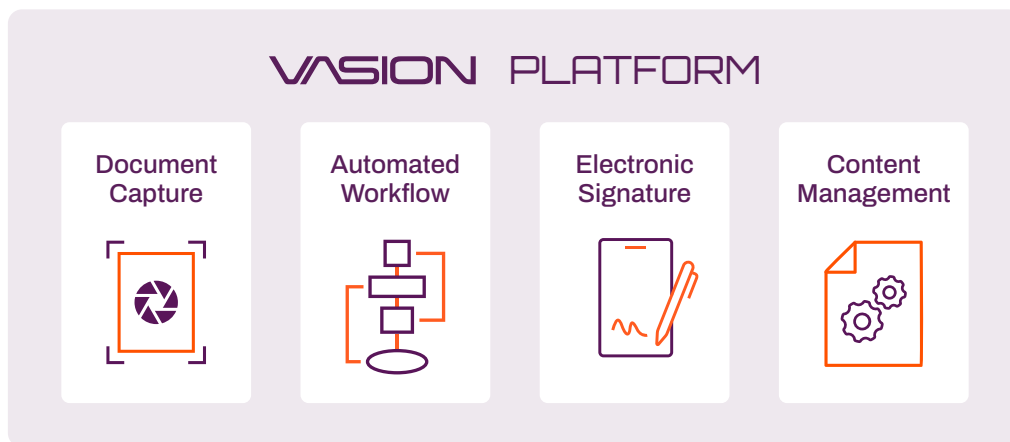 VASION PLATFORM
Document
Capture
Automated
Workflow
Electronic
Signature
Content
Management